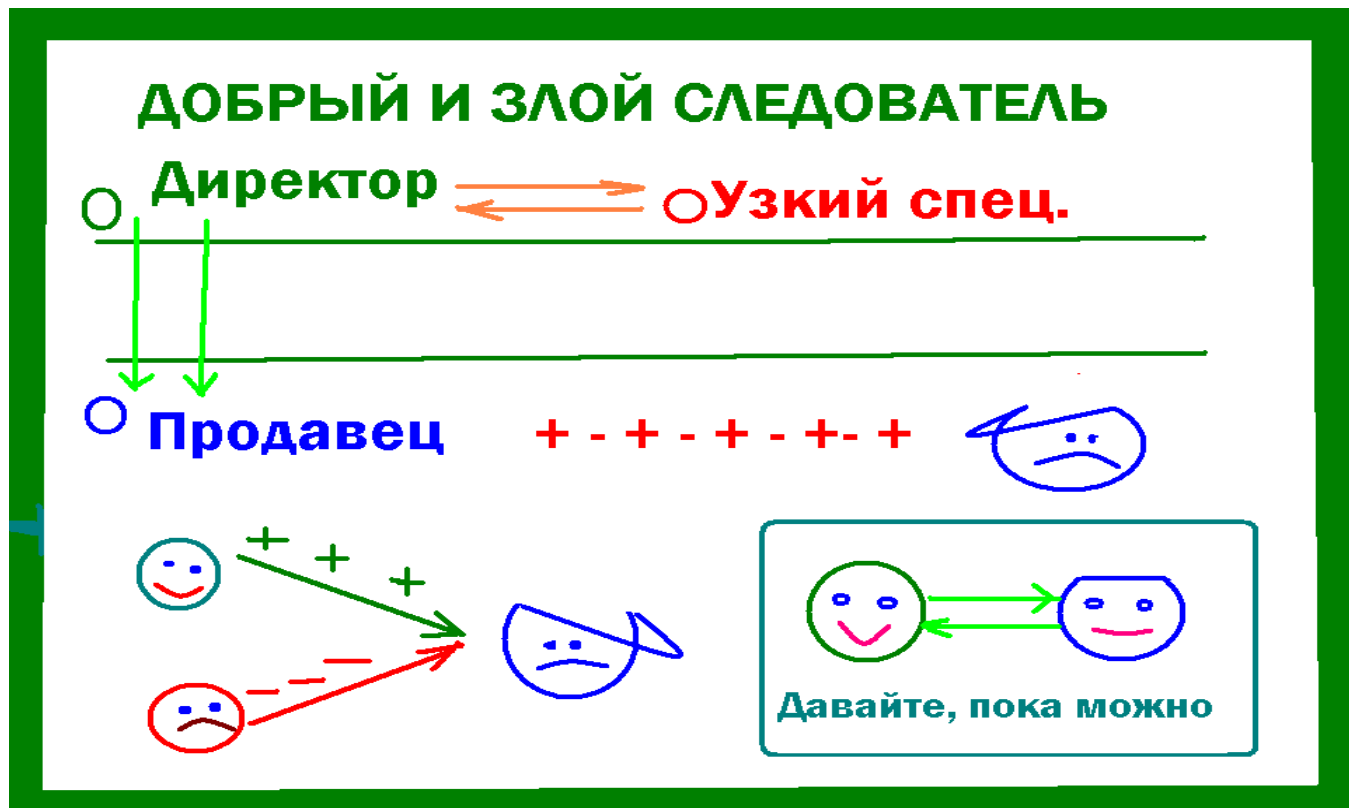 ДОБРЫЙ И ЗЛОЙ СЛЕДОВАТЕЛЬ
Директор
Узкий спец.
Продавец
+ - + - + - +- +
+ + +
- - - -
Давайте, пока можно